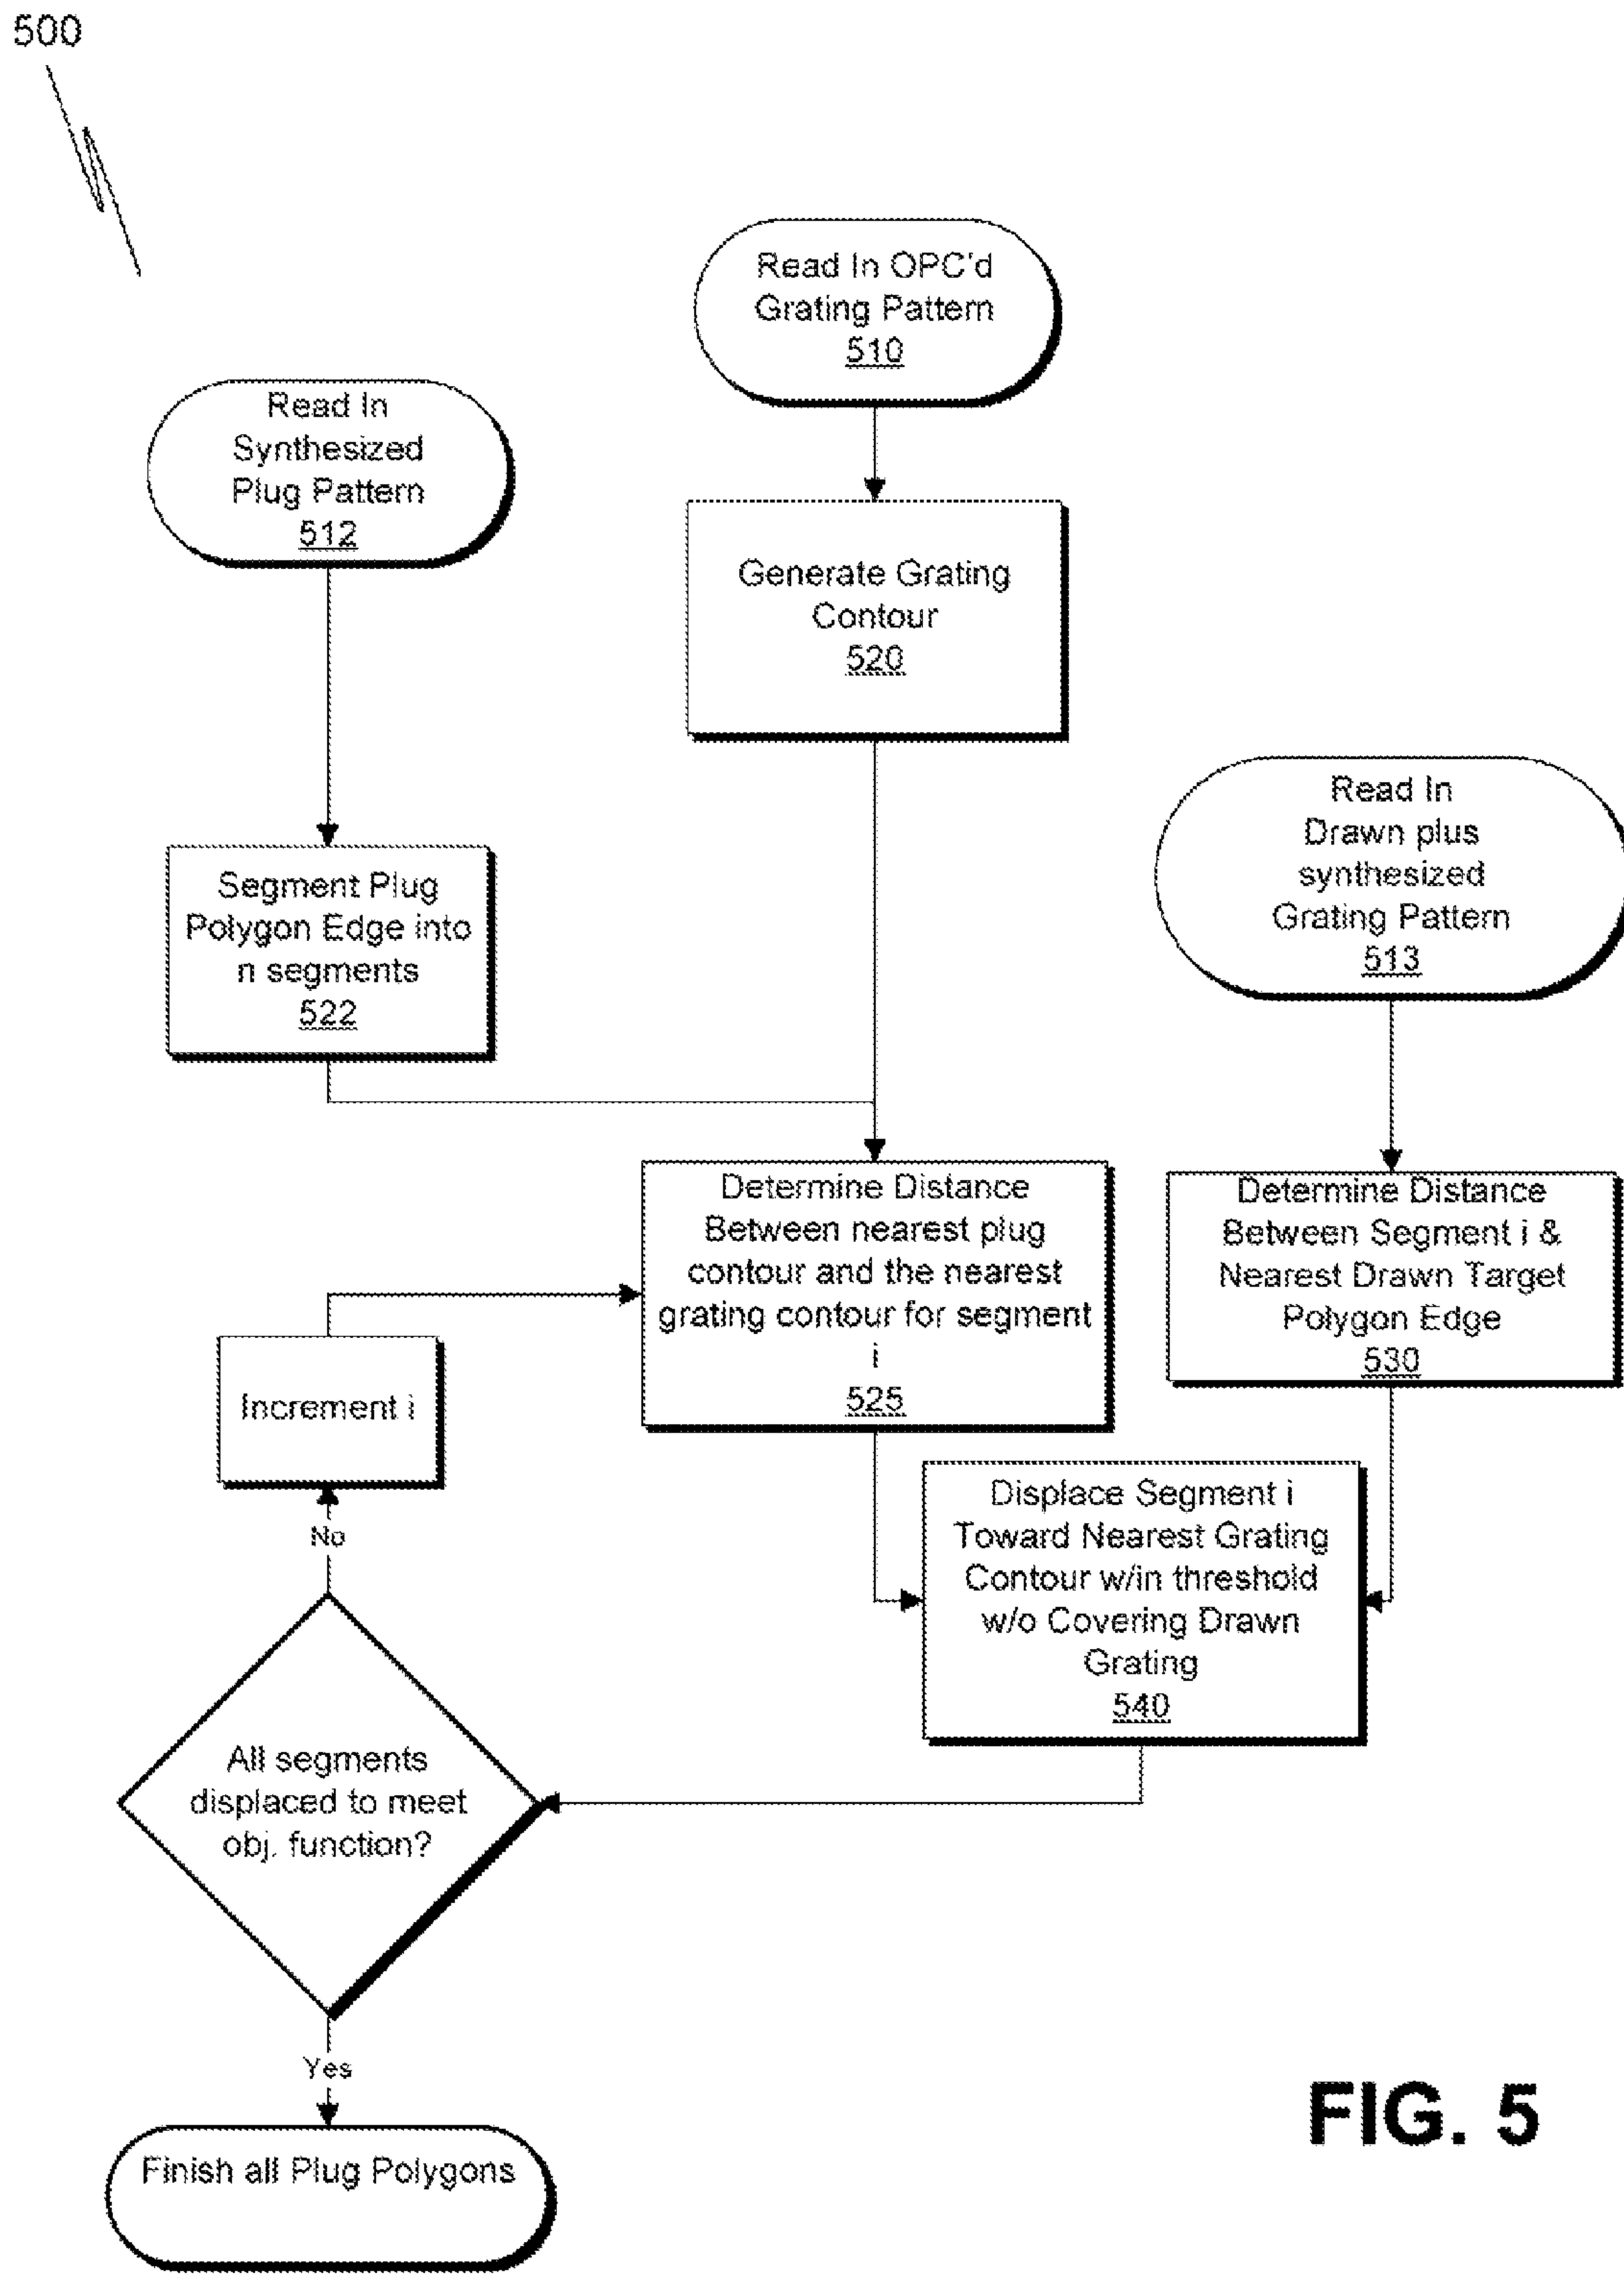 500
Read In OPC'd
Grating Pattern
510
Read In
Synthesized
Plug Pattern
512
Generate Grating
Contour
520
Read In
Drawn plus
synthesized
Grating Pattern
513
Segment Plug
Polygon Edge into
n segments
522
Determine Distance
Between nearest plug
contour and the nearest
grating contour for segment
i
525
Determine Distance
Between Segment i &
Nearest Drawn Target
Polygon Edge
530
Increment i
Displace Segment i
Toward Nearest Grating
Contour w/in threshold
w/o Covering Drawn
Grating
540
No
All segments
displaced to meet
obj. function?
Yes
Finish all Plug Polygons
FIG. 5